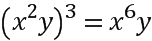 (x²y)³ = x⁶y